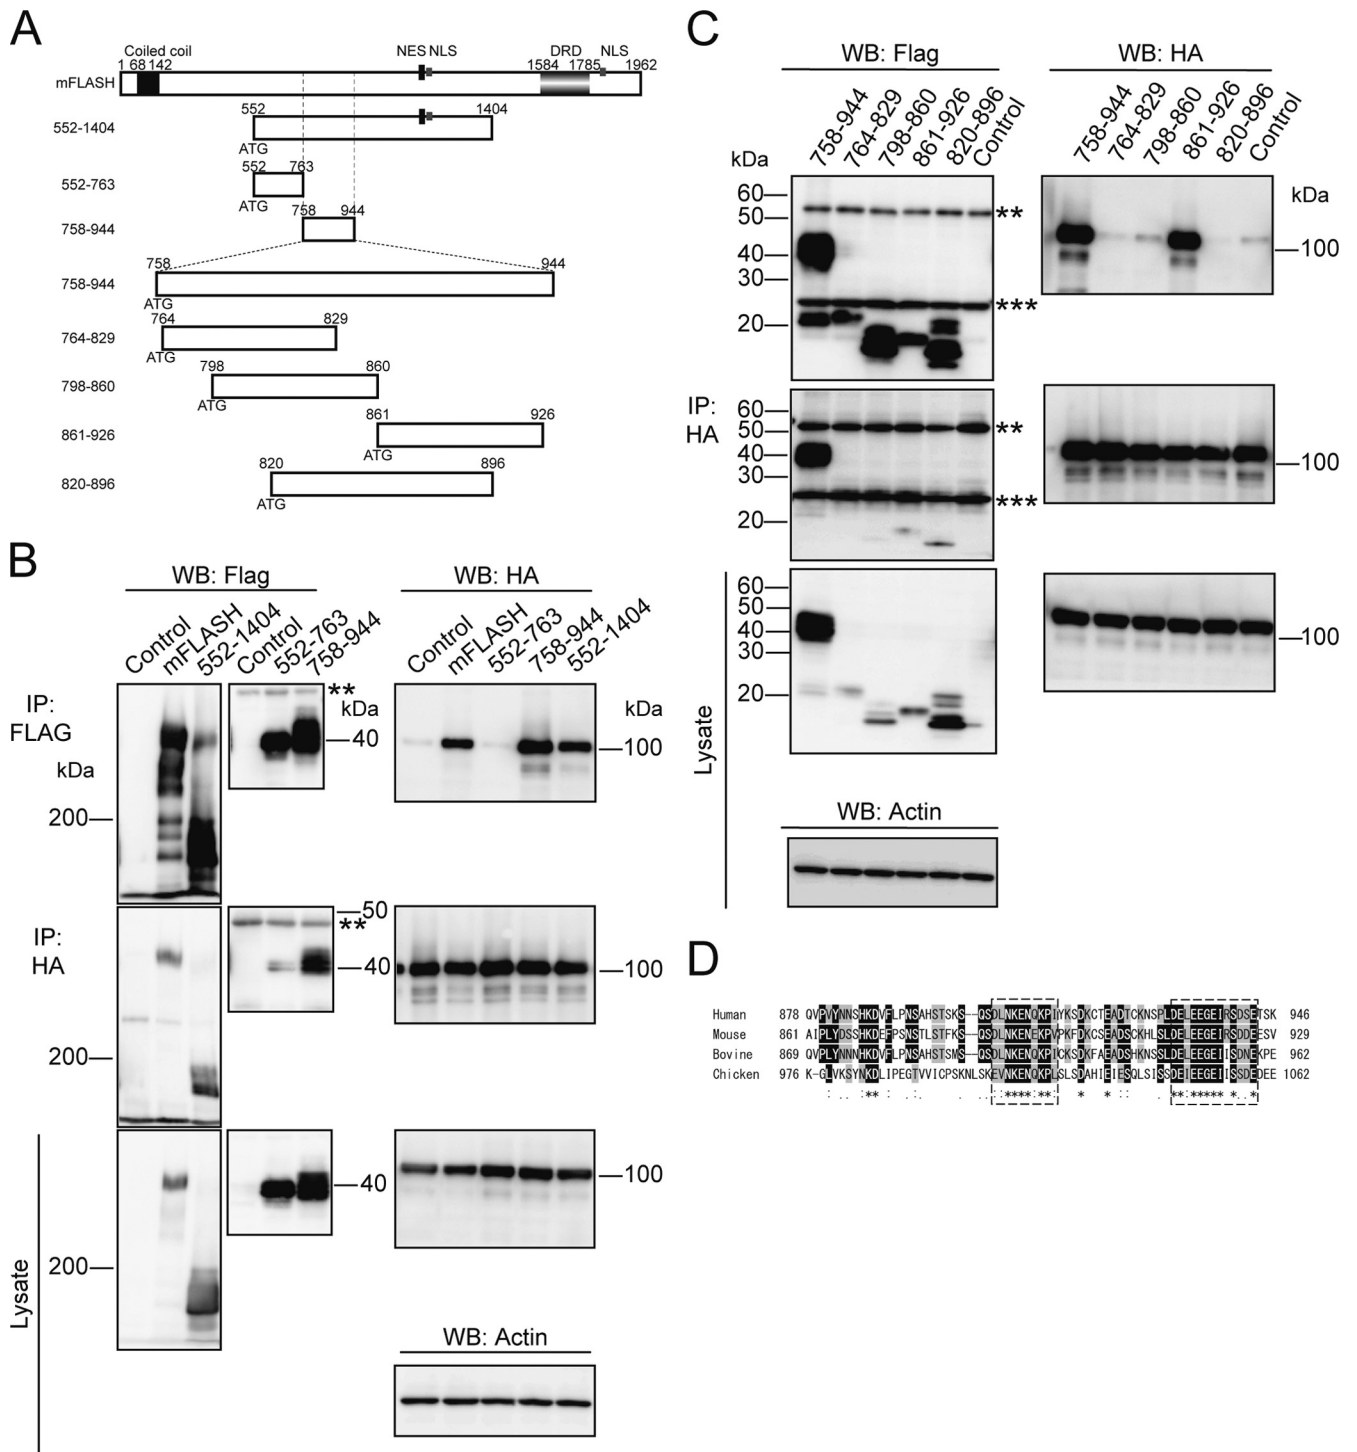 A
Coiled coil NES NLS DRD NLS
1 68 142 1584 1785 1962
mFLASH
552 1404
552-1404
ATG
552 763
552-763
ATG
758 944
758-944
758 944
758-944
ATG
764 829
764-829
ATG
798 860
798-860
ATG
861 926
861-926
ATG
820 896
820-896
ATG
B
WB: Flag WB: HA
Control mFLASH 552-1404 Control 552-763 758-944
Control mFLASH 552-763 758-944 552-1404
IP:
FLAG
kDa
200
**
kDa
40
kDa
100
IP:
HA
200
50
**
40
100
Lysate
200
40
100
WB: Actin
C
WB: Flag WB: HA
758-944 764-829 798-860 861-926 820-896 Control
758-944 764-829 798-860 861-926 820-896 Control
kDa
60
50
40
30
20
**
***
kDa
100
IP:
HA
60
50
40
30
20
**
***
100
Lysate
60
50
40
30
20
100
WB: Actin
D
Human 878 QVPVYNNSHKDVFLPNSAHSTSKS--QSDLNKENQKPIYKSDKCTEADTCKNSPLDELEEGEIRSDSETSK 946
Mouse 861 AIPLYDSSHKDEFPSNSTLSTFKS--QSDLNKENEKPVPKFDKCSEADSCKHLSLDELEEGEIRSDDEESV 929
Bovine 869 QVPLYNNNHKDVFLPNSAHSTSMS--QSDLNKENQKPICKSDKFAEADSHKNSSLDELEEGEIISDNEKPE 962
Chicken 976 K-GLVKSYNKDLIPEGTVVICPSKNLSKEVNKENQKPLSLSDAHIEIESQLSISSDEIEEGEISSDDEDEE 1062